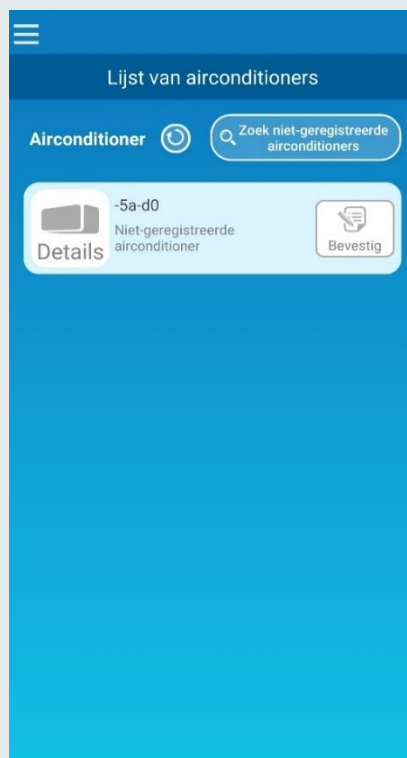 Lijst van airconditioners
Airconditioner
Zoek niet-geregistreerde
airconditioners
-5a-d0
Niet-geregistreerde
airconditioner
Details
Bevestig